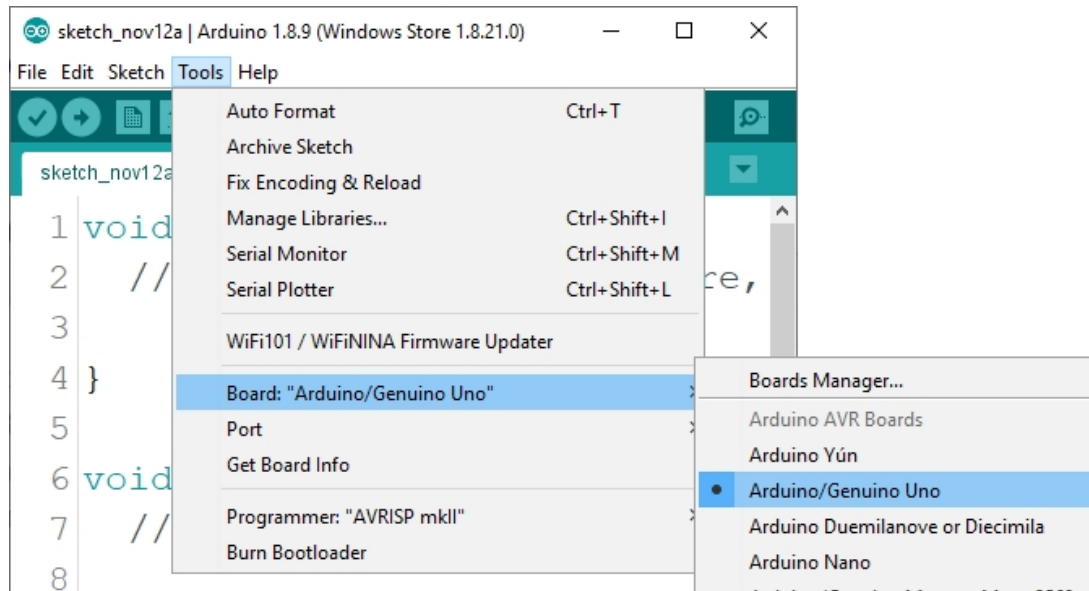 sketch_nov12a | Arduino 1.8.9 (Windows Store 1.8.21.0)
File Edit Sketch Tools Help
sketch_nov12a
1 void
2 // re,
3
4 }
5
6 void
7 //
8
Auto Format Ctrl+T
Archive Sketch
Fix Encoding & Reload
Manage Libraries... Ctrl+Shift+I
Serial Monitor Ctrl+Shift+M
Serial Plotter Ctrl+Shift+L
WiFi101 / WiFiNINA Firmware Updater
Board: "Arduino/Genuino Uno"
Port
Get Board Info
Programmer: "AVRISP mkII"
Burn Bootloader
Boards Manager...
Arduino AVR Boards
Arduino Yún
Arduino/Genuino Uno
Arduino Duemilanove or Diecimila
Arduino Nano